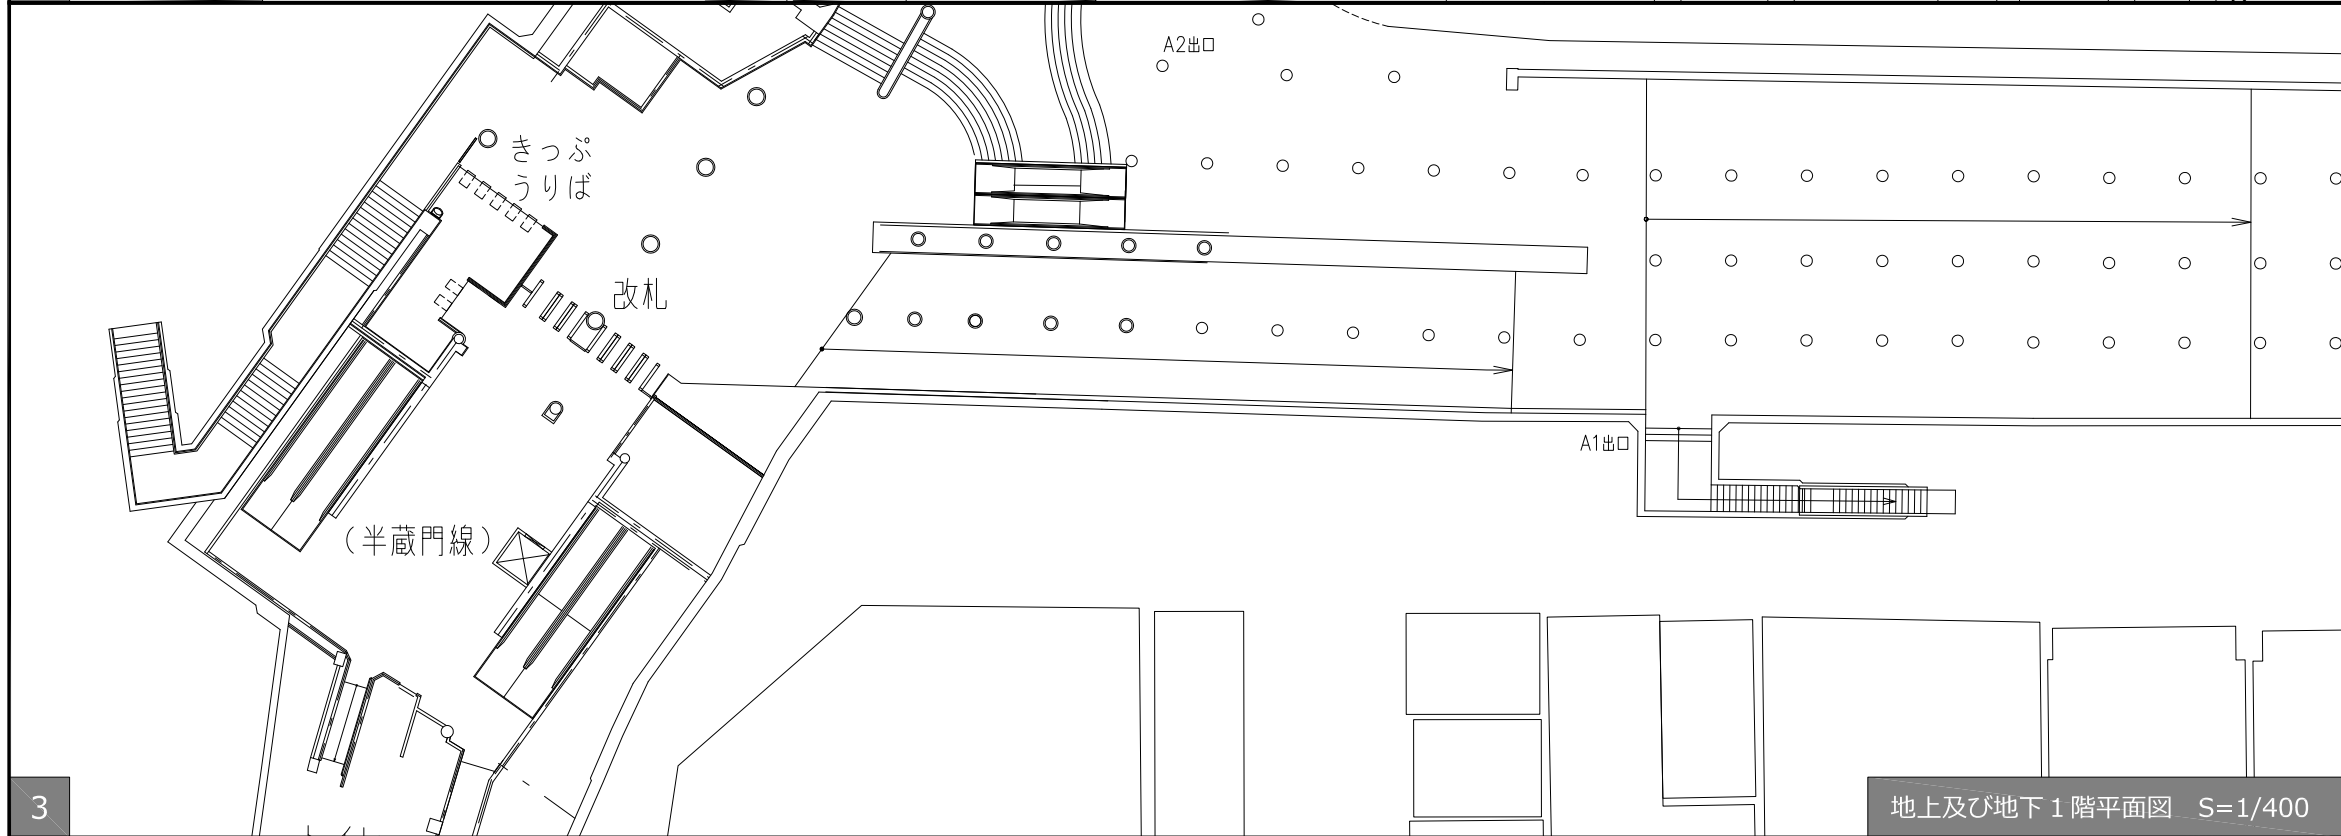 A2出口
きっぷ
うりば
改札
A1出口
(半蔵門線)
3
地上及び地下1階平面図 S=1/400